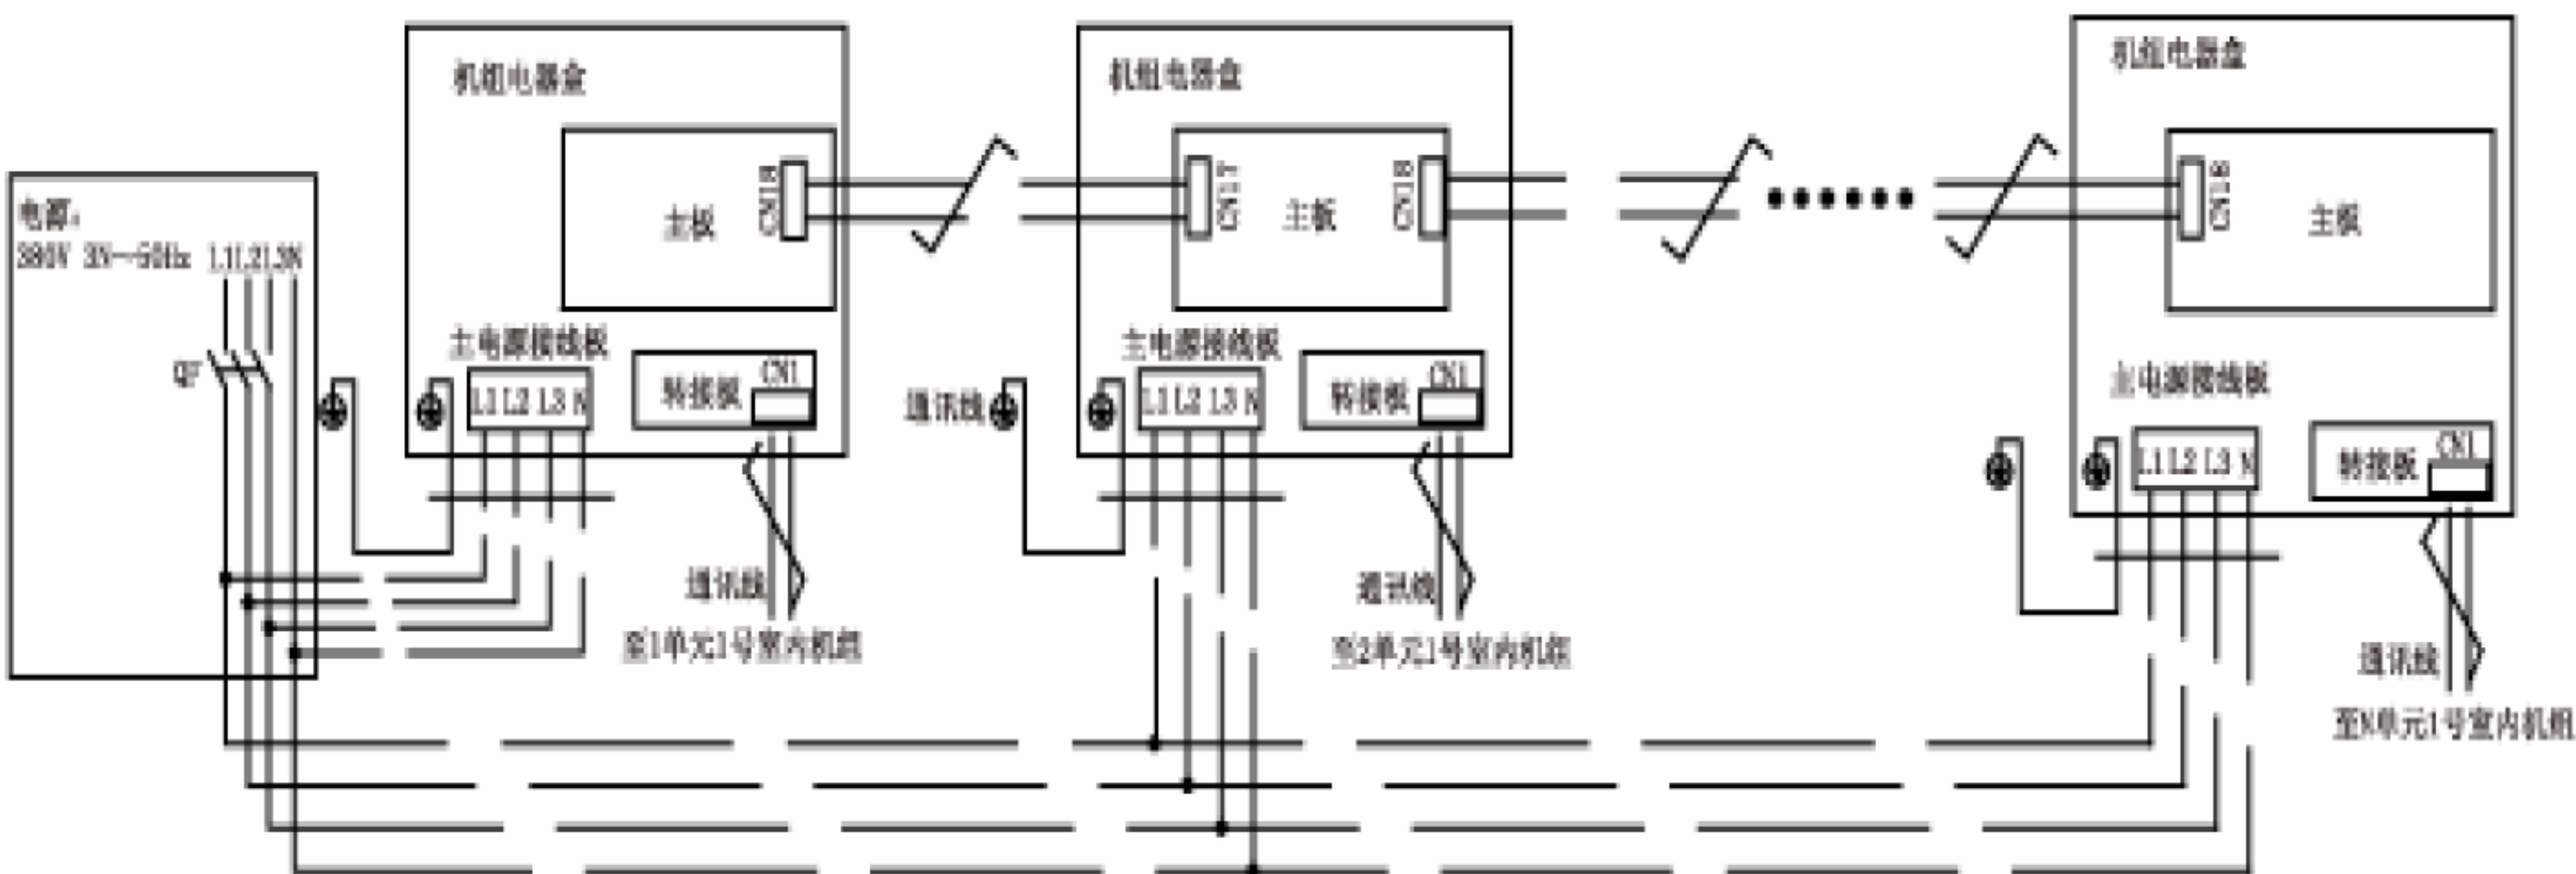 机组电器盒
机组电器盒
机组电器盒
电源:
380V 3N~50Hz L1L2L3N
QF
主板
CN18
CN17
主板
CN18
CN18
主板
主电源接线板
L1 L2 L3 N
转接板
CN1
通讯线
主电源接线板
L1 L2 L3 N
转接板
CN1
主电源接线板
L1 L2 L3 N
转接板
CN1
通讯线
至1单元1号室内机组
通讯线
至2单元1号室内机组
通讯线
至N单元1号室内机组